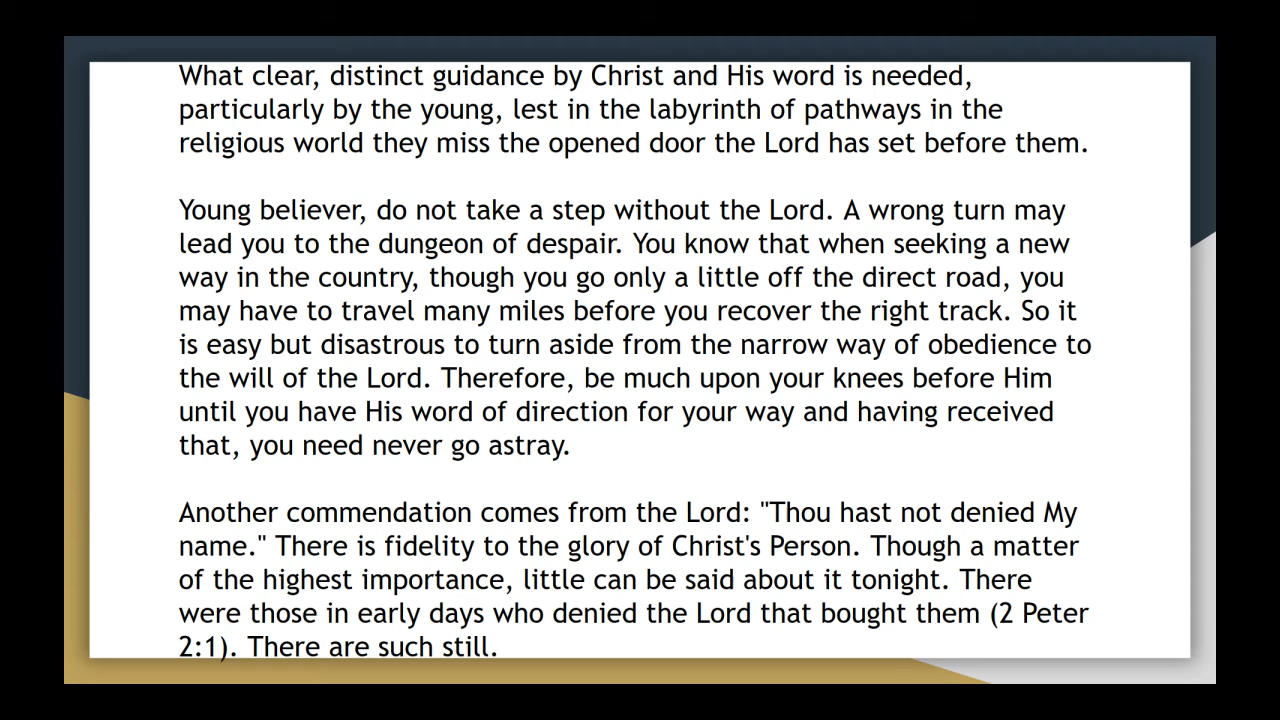 What clear, distinct guidance by Christ and His word is needed,
particularly by the young, lest in the labyrinth of pathways in the
religious world they miss the opened door the Lord has set before them.
Young believer, do not take a step without the Lord. A wrong turn may
lead you to the dungeon of despair. You know that when seeking a new
way in the country, though you go only a little off the direct road, you
may have to travel many miles before you recover the right track. So it
is easy but disastrous to turn aside from the narrow way of obedience to
the will of the Lord. Therefore, be much upon your knees before Him
until you have His word of direction for your way and having received
that, you need never go astray.
Another commendation comes from the Lord: "Thou hast not denied My
name." There is fidelity to the glory of Christ's Person. Though a matter
of the highest importance, little can be said about it tonight. There
were those in early days who denied the Lord that bought them (2 Peter
2:1). There are such still.